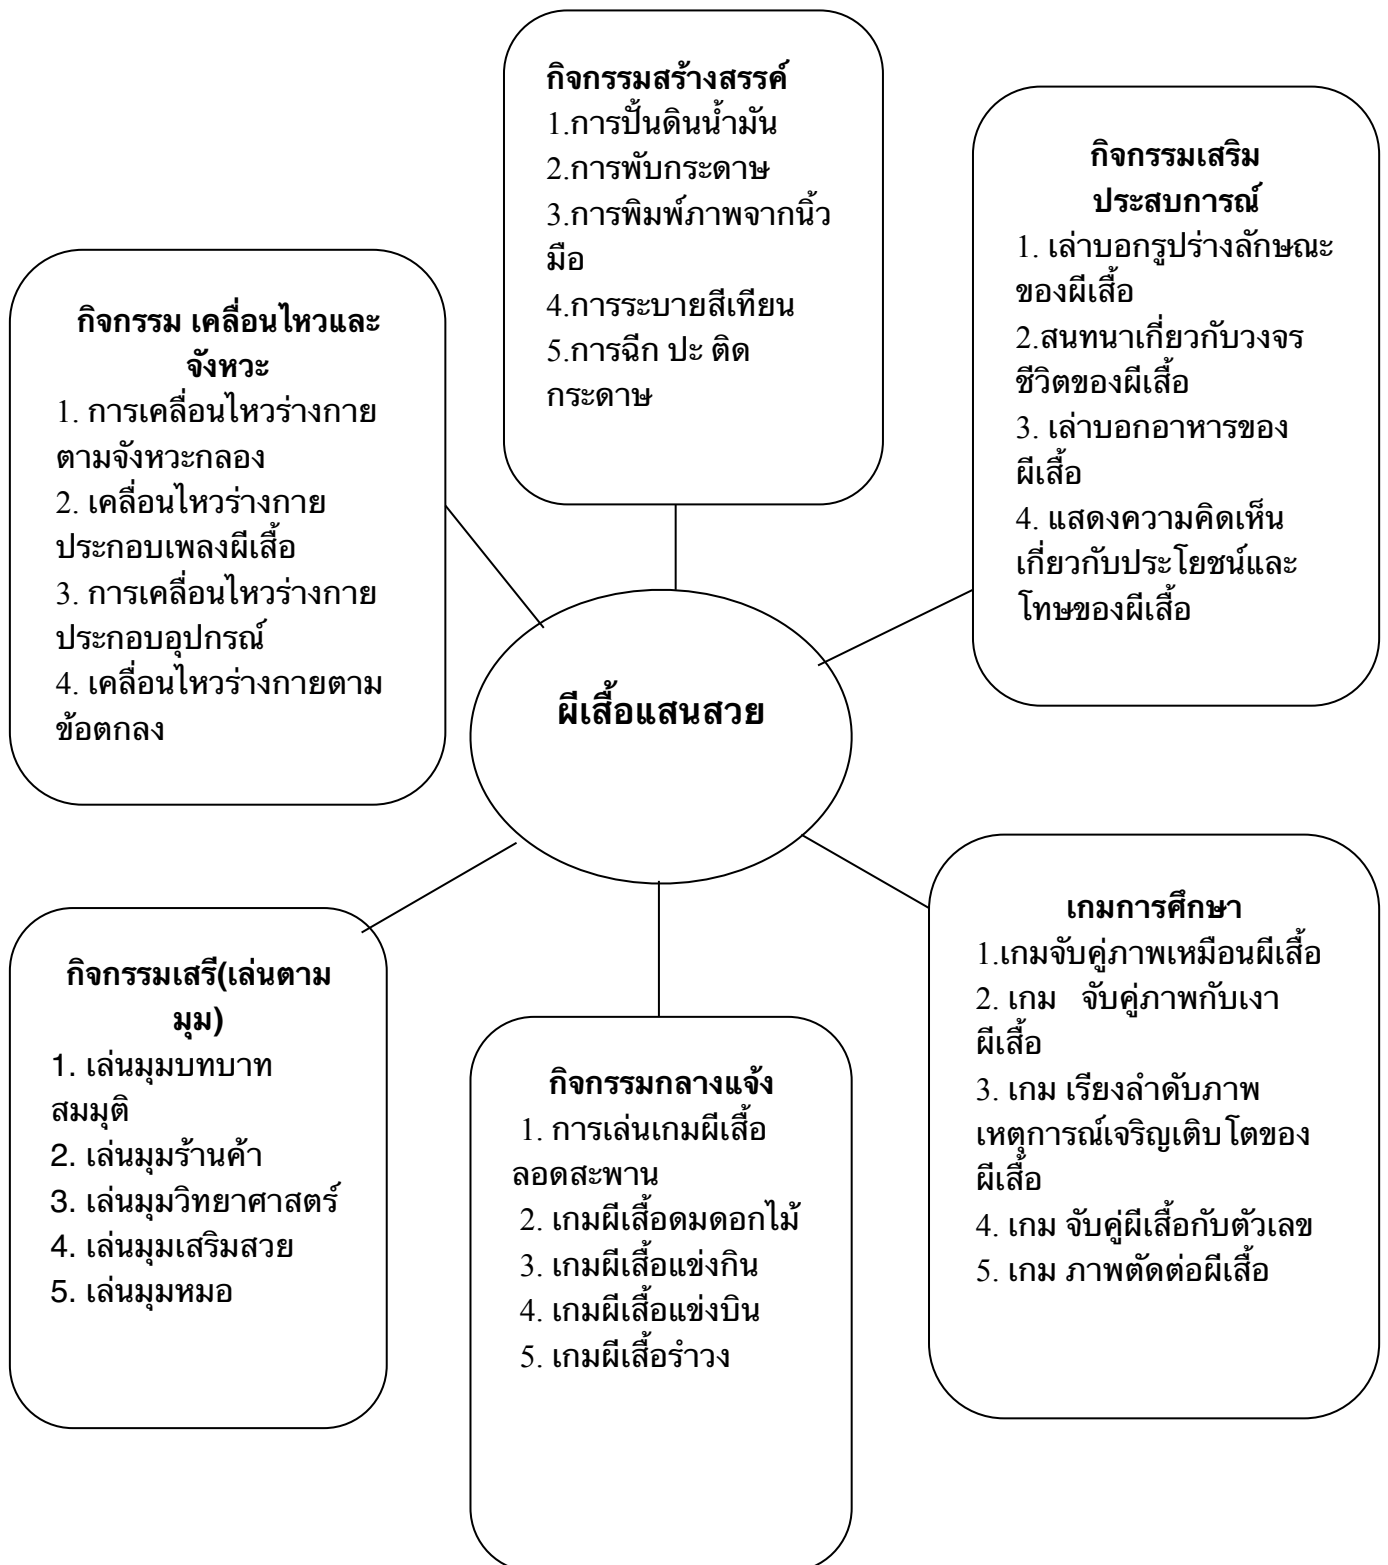 กิจกรรมสร้างสรรค์
1.การปั้นดินน้ำมัน
2.การพับกระดาษ
3.การพิมพ์ภาพจากนิ้ว
มือ
4.การระบายสีเทียน
5.การฉีก ปะ ติด
กระดาษ
กิจกรรมเสริม
ประสบการณ์
1. เล่าบอกรูปร่างลักษณะ
ของผีเสื้อ
2.สนทนาเกี่ยวกับวงจร
ชีวิตของผีเสื้อ
3. เล่าบอกอาหารของ
ผีเสื้อ
4. แสดงความคิดเห็น
เกี่ยวกับประโยชน์และ
โทษของผีเสื้อ
กิจกรรม เคลื่อนไหวและ
จังหวะ
1. การเคลื่อนไหวร่างกาย
ตามจังหวะกลอง
2. เคลื่อนไหวร่างกาย
ประกอบเพลงผีเสื้อ
3. การเคลื่อนไหวร่างกาย
ประกอบอุปกรณ์
4. เคลื่อนไหวร่างกายตาม
ข้อตกลง
ผีเสื้อแสนสวย
เกมการศึกษา
1.เกมจับคู่ภาพเหมือนผีเสื้อ
2. เกม จับคู่ภาพกับเงา
ผีเสื้อ
3. เกม เรียงลำดับภาพ
เหตุการณ์เจริญเติบโตของ
ผีเสื้อ
4. เกม จับคู่ผีเสื้อกับตัวเลข
5. เกม ภาพตัดต่อผีเสื้อ
กิจกรรมเสรี(เล่นตาม
มุม)
1. เล่นมุมบทบาท
สมมุติ
2. เล่นมุมร้านค้า
3. เล่นมุมวิทยาศาสตร์
4. เล่นมุมเสริมสวย
5. เล่นมุมหมอ
กิจกรรมกลางแจ้ง
1. การเล่นเกมผีเสื้อ
ลอดสะพาน
2. เกมผีเสื้อดมดอกไม้
3. เกมผีเสื้อแข่งกิน
4. เกมผีเสื้อแข่งบิน
5. เกมผีเสื้อรำวง